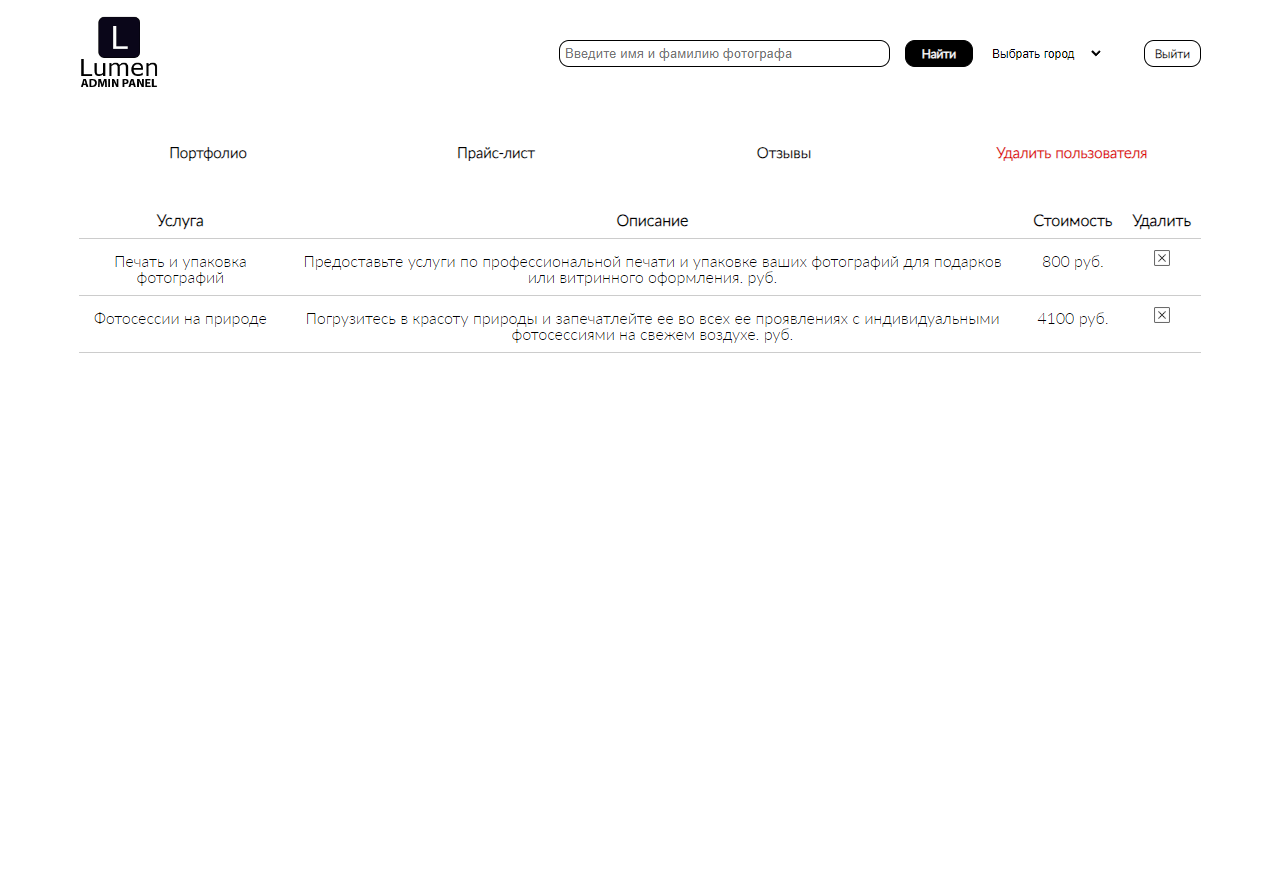 L
Lumen
ADMIN PANEL
Введите имя и фамилию фотографа
Найти
Выбрать город
Выйти
Портфолио
Прайс-лист
Отзывы
Удалить пользователя
Услуга
Описание
Стоимость
Удалить
Печать и упаковка
фотографий
Предоставьте услуги по профессиональной печати и упаковке ваших фотографий для подарков
или витринного оформления. руб.
800 руб.
Фотосессии на природе
Погрузитесь в красоту природы и запечатлейте ее во всех ее проявлениях с индивидуальными
фотосессиями на свежем воздухе. руб.
4100 руб.